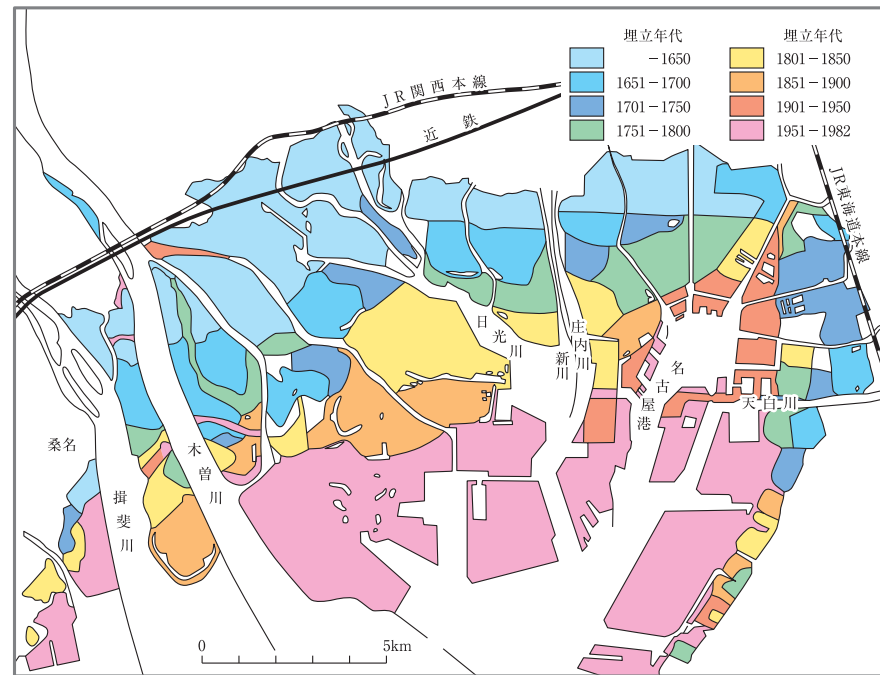 埋立年代
-1650
1651-1700
1701-1750
1751-1800
埋立年代
1801-1850
1851-1900
1901-1950
1951-1982
JR関西本線
近鉄
JR東海道本線
日光川
新川
庄内川
名古屋港
天白川
桑名
揖斐川
木曽川
0 5km